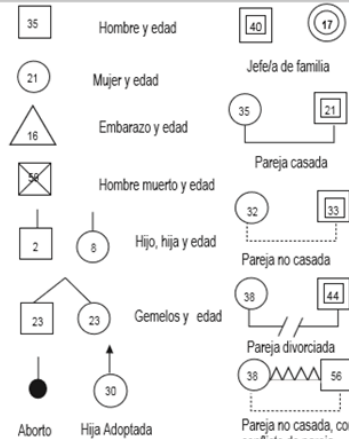 35 Hombre y edad
40 17
Jefe/a de familia
21 Mujer y edad
16 Embarazo y edad
35 21
Pareja casada
Hombre muerto y edad
32 33
Pareja no casada
2 8 Hijo, hija y edad
23 23 Gemelos y edad
38 44
Pareja divorciada
30
38 56
Aborto Hija Adoptada
Pareja no casada, con